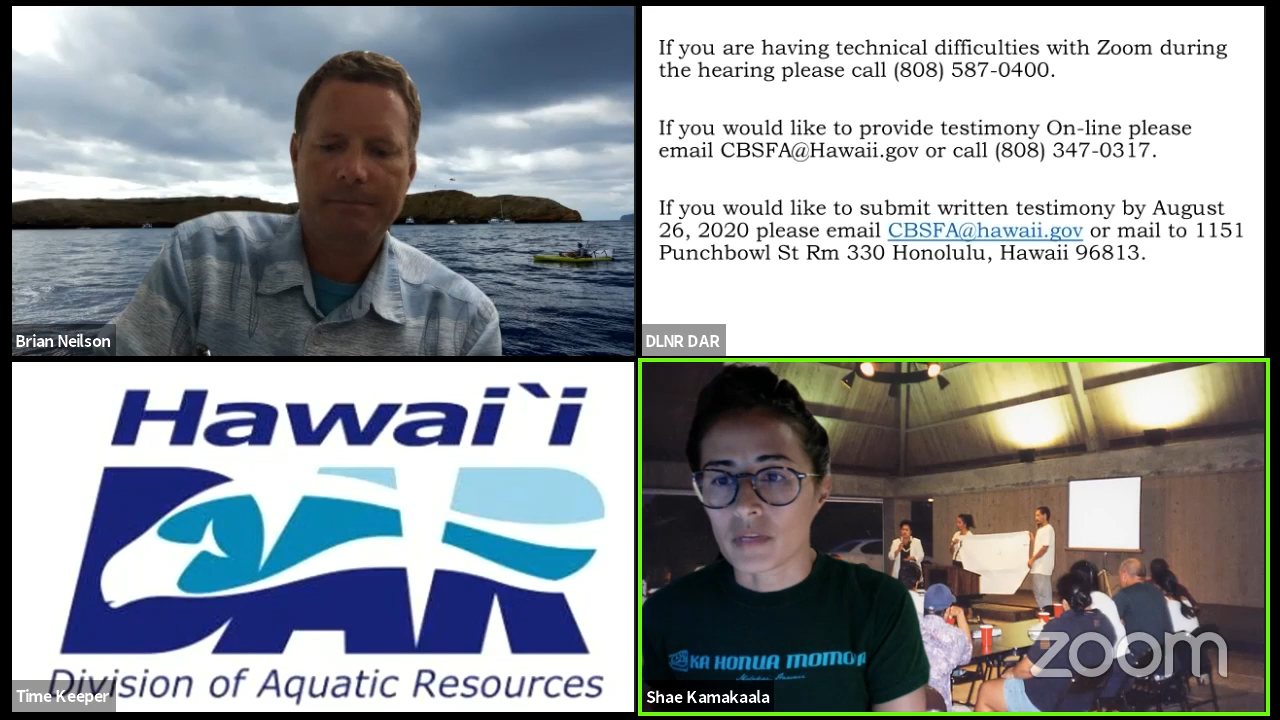 If you are having technical difficulties with Zoom during
the hearing please call (808) 587-0400.
If you would like to provide testimony On-line please
email CBSFA@Hawaii.gov or call (808) 347-0317.
If you would like to submit written testimony by August
26, 2020 please email CBSFA@hawaii.gov or mail to 1151
Punchbowl St Rm 330 Honolulu, Hawaii 96813.
Brian Neilson
DLNR DAR
Hawai`i
DAR
Division of Aquatic Resources
Time Keeper
KA HONUA MOMONA
zoom
Shae Kamakaala